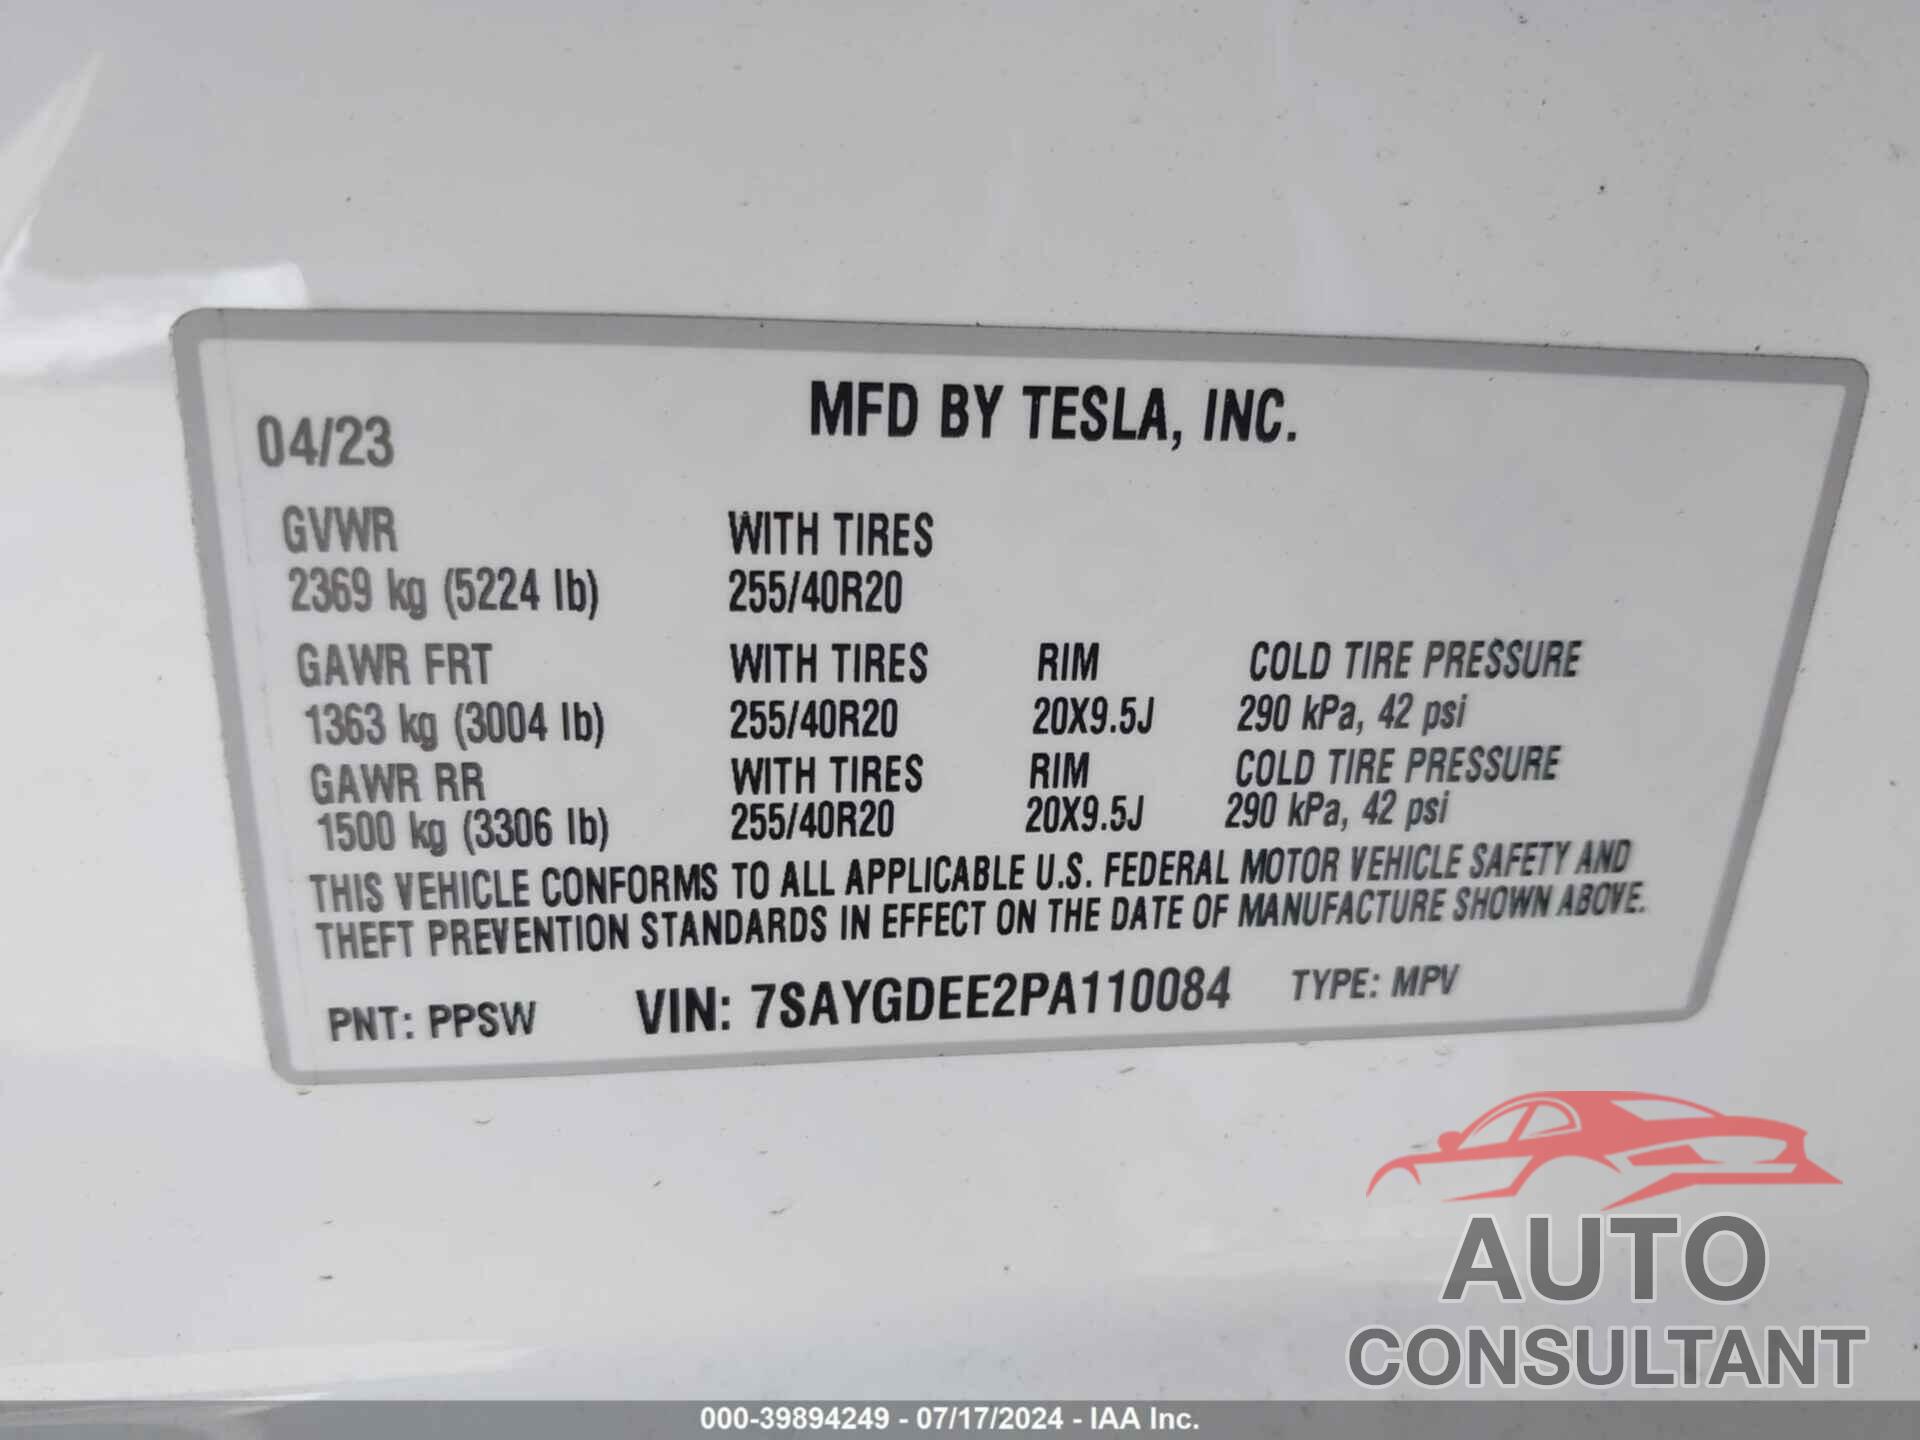 MFD BY TESLA, INC.
04/23
GVWR WITH TIRES
2369 kg (5224 lb) 255/40R20
GAWR FRT WITH TIRES RIM COLD TIRE PRESSURE
1363 kg (3004 lb) 255/40R20 20X9.5J 290 kPa, 42 psi
GAWR RR WITH TIRES RIM COLD TIRE PRESSURE
1500 kg (3306 lb) 255/40R20 20X9.5J 290 kPa, 42 psi
THIS VEHICLE CONFORMS TO ALL APPLICABLE U.S. FEDERAL MOTOR VEHICLE SAFETY AND
THEFT PREVENTION STANDARDS IN EFFECT ON THE DATE OF MANUFACTURE SHOWN ABOVE.
PNT: PPSW VIN: 7SAYGDEE2PA110084 TYPE: MPV
AUTO
CONSULTANT
000-39894249 - 07/17/2024 - IAA Inc.